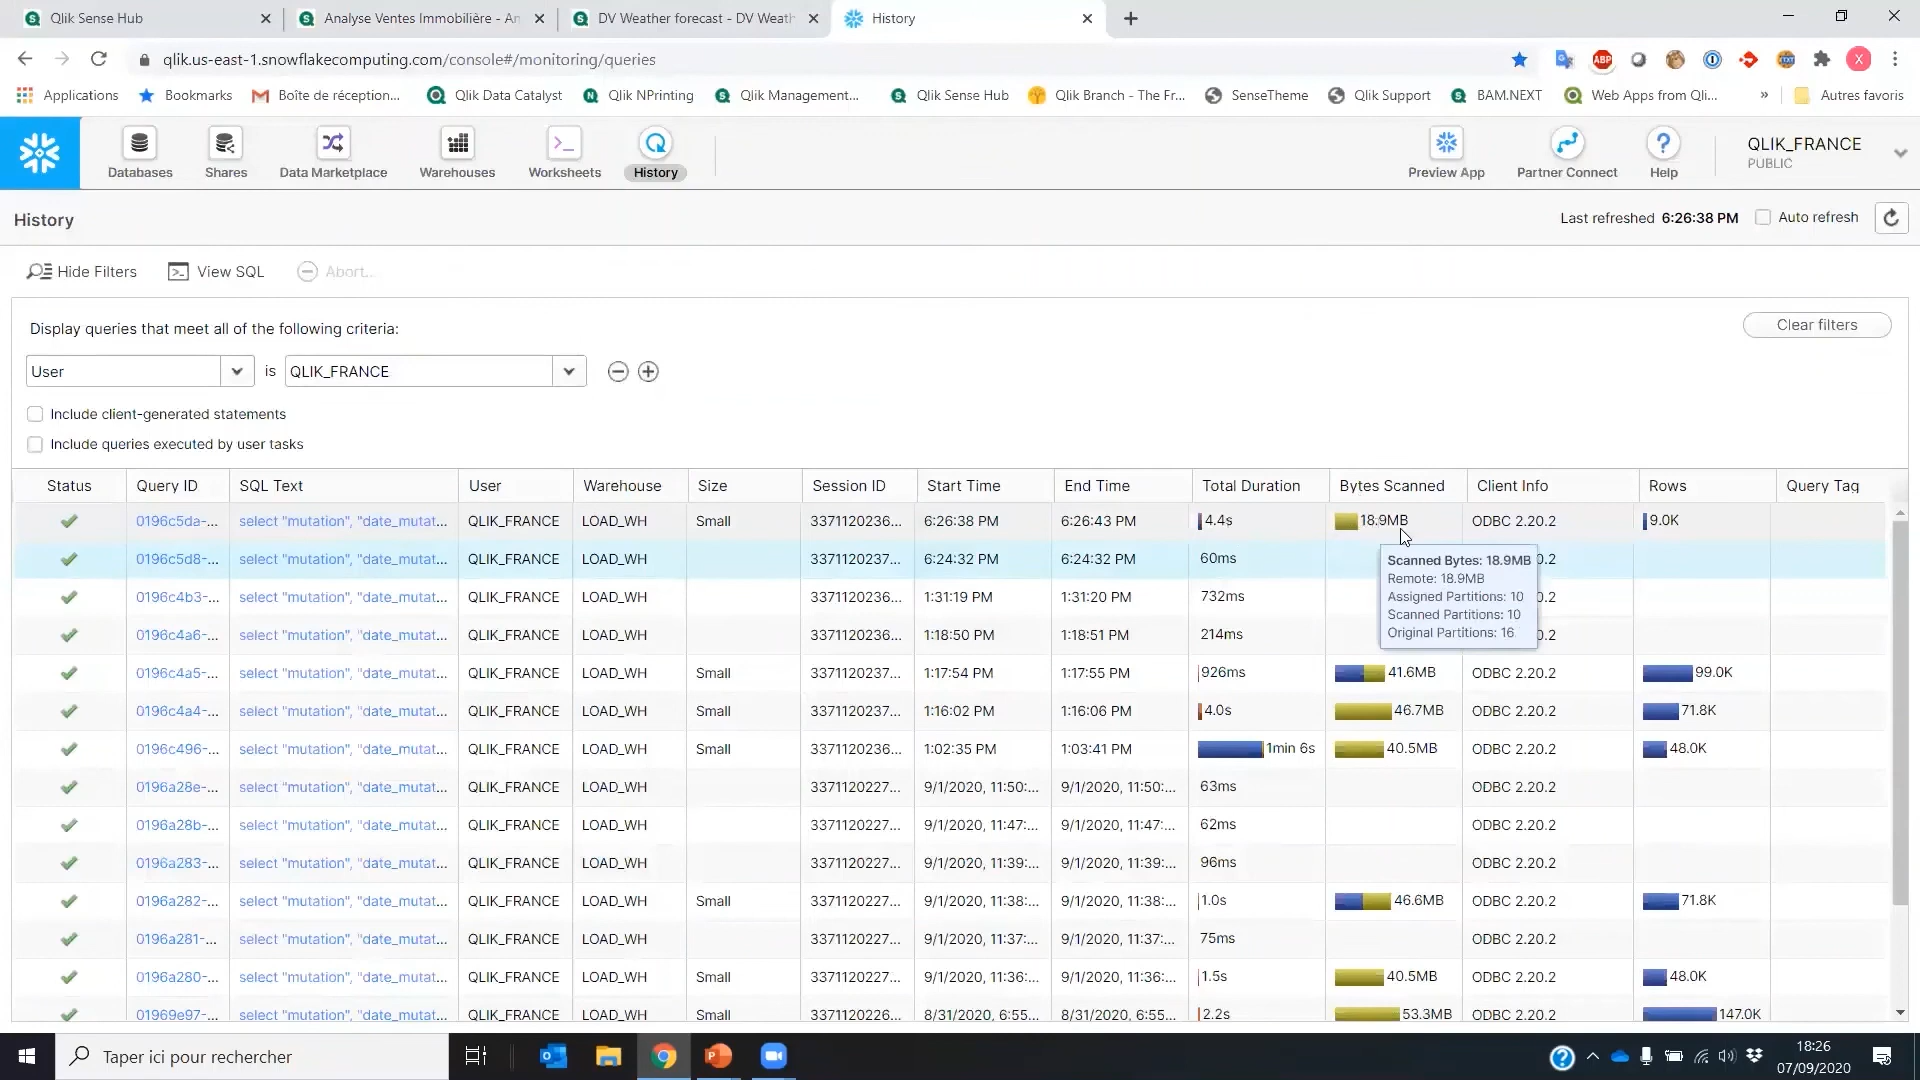 Qlik Sense Hub
Analyse Ventes Immobilière - An
DV Weather forecast - DV Weath
History
qlik.us-east-1.snowflakecomputing.com/console#/monitoring/queries
Applications Bookmarks Boîte de réception... Qlik Data Catalyst Qlik NPrinting Qlik Management... Qlik Sense Hub Qlik Branch - The Fr... SenseTheme Qlik Support BAM.NEXT Web Apps from Qli... » Autres favoris
Databases Shares Data Marketplace Warehouses Worksheets History Preview App Partner Connect Help
QLIK_FRANCE
PUBLIC
History
Last refreshed 6:26:38 PM Auto refresh
Hide Filters View SQL Abort...
Display queries that meet all of the following criteria:
Clear filters
User is QLIK_FRANCE
Include client-generated statements
Include queries executed by user tasks
Status Query ID SQL Text User Warehouse Size Session ID Start Time End Time Total Duration Bytes Scanned Client Info Rows Query Tag
0196c5da-... select "mutation", "date_mutat... QLIK_FRANCE LOAD_WH Small 3371120236... 6:26:38 PM 6:26:43 PM 4.4s 18.9MB ODBC 2.20.2 9.0K
0196c5d8-... select "mutation", "date_mutat... QLIK_FRANCE LOAD_WH 3371120237... 6:24:32 PM 6:24:32 PM 60ms 0.2
0196c4b3-... select "mutation", "date_mutat... QLIK_FRANCE LOAD_WH 3371120236... 1:31:19 PM 1:31:20 PM 732ms 0.2
0196c4a6-... select "mutation", "date_mutat... QLIK_FRANCE LOAD_WH 3371120236... 1:18:50 PM 1:18:51 PM 214ms 0.2
Scanned Bytes: 18.9MB
Remote: 18.9MB
Assigned Partitions: 10
Scanned Partitions: 10
Original Partitions: 16
0196c4a5-... select "mutation", "date_mutat... QLIK_FRANCE LOAD_WH Small 3371120237... 1:17:54 PM 1:17:55 PM 926ms 41.6MB ODBC 2.20.2 99.0K
0196c4a4-... select "mutation", "date_mutat... QLIK_FRANCE LOAD_WH Small 3371120237... 1:16:02 PM 1:16:06 PM 4.0s 46.7MB ODBC 2.20.2 71.8K
0196c496-... select "mutation", "date_mutat... QLIK_FRANCE LOAD_WH Small 3371120236... 1:02:35 PM 1:03:41 PM 1min 6s 40.5MB ODBC 2.20.2 48.0K
0196a28e-... select "mutation", "date_mutat... QLIK_FRANCE LOAD_WH 3371120227... 9/1/2020, 11:50:... 9/1/2020, 11:50:... 63ms ODBC 2.20.2
0196a28b-... select "mutation", "date_mutat... QLIK_FRANCE LOAD_WH 3371120227... 9/1/2020, 11:47:... 9/1/2020, 11:47:... 62ms ODBC 2.20.2
0196a283-... select "mutation", "date_mutat... QLIK_FRANCE LOAD_WH 3371120227... 9/1/2020, 11:39:... 9/1/2020, 11:39:... 96ms ODBC 2.20.2
0196a282-... select "mutation", "date_mutat... QLIK_FRANCE LOAD_WH Small 3371120227... 9/1/2020, 11:38:... 9/1/2020, 11:38:... 1.0s 46.6MB ODBC 2.20.2 71.8K
0196a281-... select "mutation", "date_mutat... QLIK_FRANCE LOAD_WH 3371120227... 9/1/2020, 11:37:... 9/1/2020, 11:37:... 75ms ODBC 2.20.2
0196a280-... select "mutation", "date_mutat... QLIK_FRANCE LOAD_WH Small 3371120227... 9/1/2020, 11:36:... 9/1/2020, 11:36:... 1.5s 40.5MB ODBC 2.20.2 48.0K
01969e97-... select "mutation", "date_mutat... QLIK_FRANCE LOAD_WH Small 3371120226... 8/31/2020, 6:55... 8/31/2020, 6:55... 2.2s 53.3MB ODBC 2.20.2 147.0K
Taper ici pour rechercher
18:26
07/09/2020